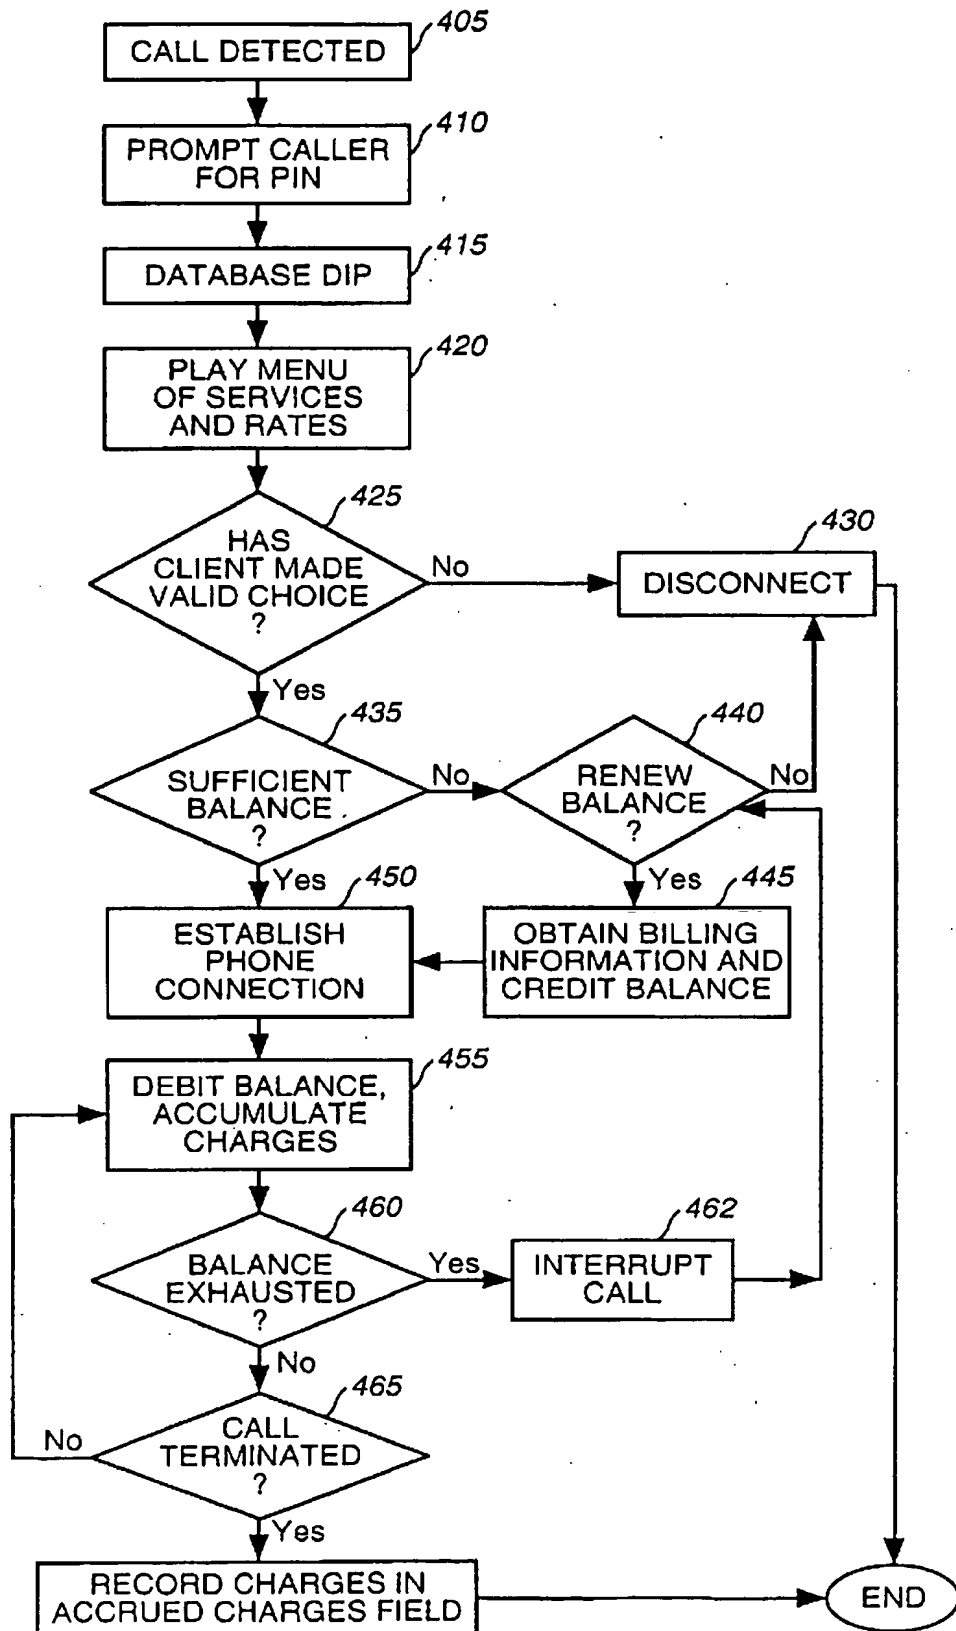 405
CALL DETECTED
410
PROMPT CALLER
FOR PIN
415
DATABASE DIP
420
PLAY MENU
OF SERVICES
AND RATES
425
HAS
CLIENT MADE
VALID CHOICE
?
No
430
DISCONNECT
Yes
435
SUFFICIENT
BALANCE
?
No
440
RENEW
BALANCE
?
No
Yes
450
ESTABLISH
PHONE
CONNECTION
Yes
445
OBTAIN BILLING
INFORMATION AND
CREDIT BALANCE
455
DEBIT BALANCE,
ACCUMULATE
CHARGES
460
BALANCE
EXHAUSTED
?
Yes
462
INTERRUPT
CALL
No
465
CALL
TERMINATED
?
No
Yes
RECORD CHARGES IN
ACCRUED CHARGES FIELD
END